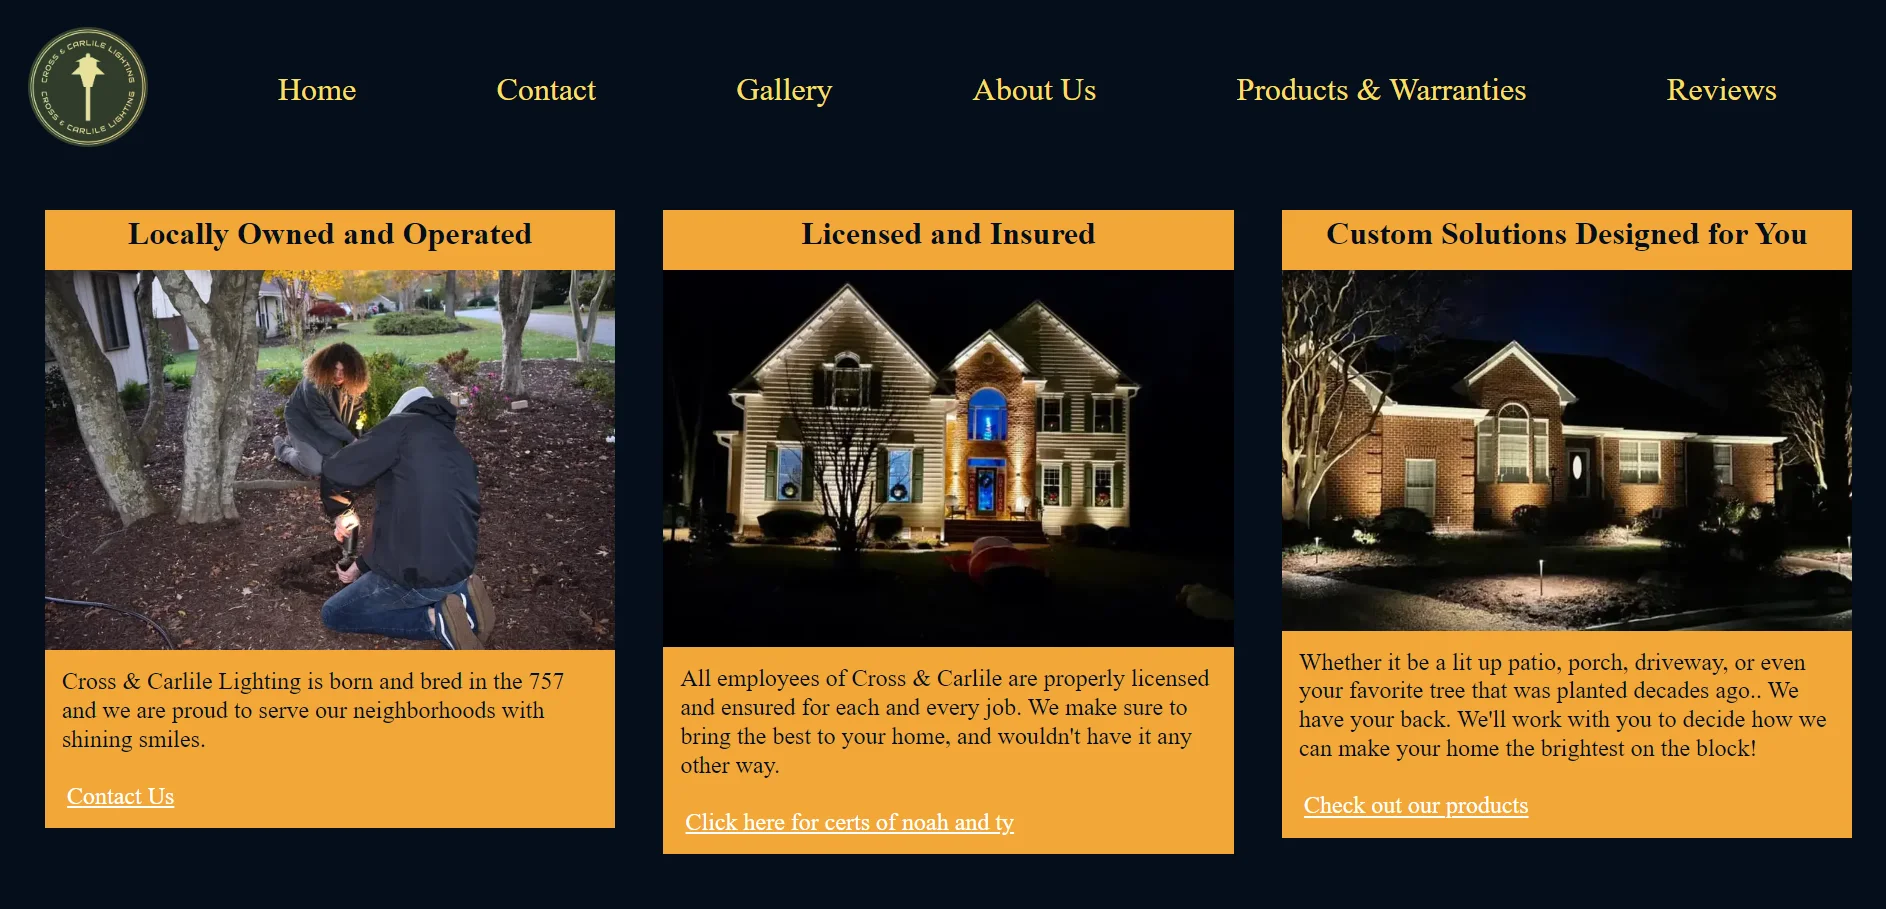 CROSS & CARLILE LIGHTING
CROSS & CARLILE LIGHTING
Home
Contact
Gallery
About Us
Products & Warranties
Reviews
Locally Owned and Operated
Cross & Carlile Lighting is born and bred in the 757
and we are proud to serve our neighborhoods with
shining smiles.
Contact Us
Licensed and Insured
All employees of Cross & Carlile are properly licensed
and ensured for each and every job. We make sure to
bring the best to your home, and wouldn't have it any
other way.
Click here for certs of noah and ty
Custom Solutions Designed for You
Whether it be a lit up patio, porch, driveway, or even
your favorite tree that was planted decades ago.. We
have your back. We'll work with you to decide how we
can make your home the brightest on the block!
Check out our products